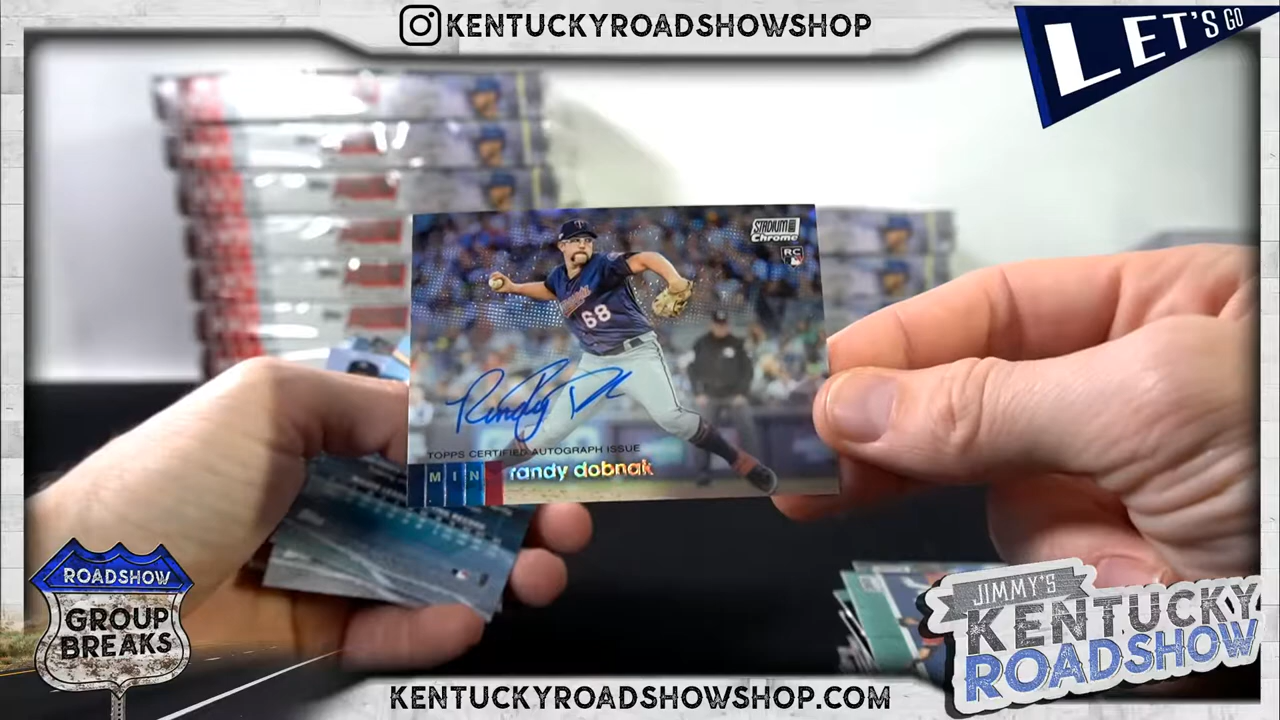 KENTUCKYROADSHOWSHOP
LET'S GO
STADIUM
Chrome
RC
68
Randy D
TOPPS CERTIFIED AUTOGRAPH ISSUE
MIN
randy dobnak
ROADSHOW
GROUP
BREAKS
JIMMY'S
KENTUCKY
ROADSHOW
KENTUCKYROADSHOWSHOP.COM